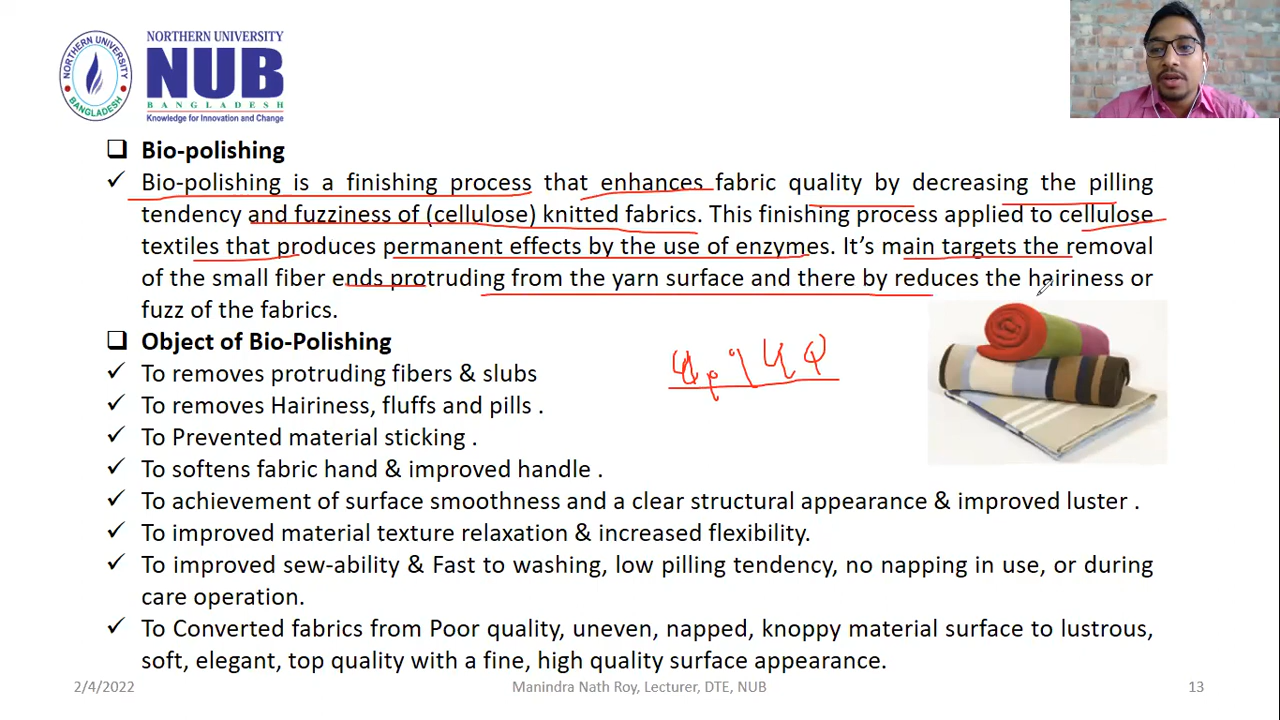 NORTHERN UNIVERSITY
NUB
BANGLADESH
Knowledge for Innovation and Change
NORTHERN UNIVERSITY
BANGLADESH
Bio-polishing
Bio-polishing is a finishing process that enhances fabric quality by decreasing the pilling
tendency and fuzziness of (cellulose) knitted fabrics. This finishing process applied to cellulose
textiles that produces permanent effects by the use of enzymes. It’s main targets the removal
of the small fiber ends protruding from the yarn surface and there by reduces the hairiness or
fuzz of the fabrics.
Object of Bio-Polishing
To removes protruding fibers & slubs
To removes Hairiness, fluffs and pills .
To Prevented material sticking .
To softens fabric hand & improved handle .
To achievement of surface smoothness and a clear structural appearance & improved luster .
To improved material texture relaxation & increased flexibility.
To improved sew-ability & Fast to washing, low pilling tendency, no napping in use, or during
care operation.
To Converted fabrics from Poor quality, uneven, napped, knoppy material surface to lustrous,
soft, elegant, top quality with a fine, high quality surface appearance.
2/4/2022
Manindra Nath Roy, Lecturer, DTE, NUB
13